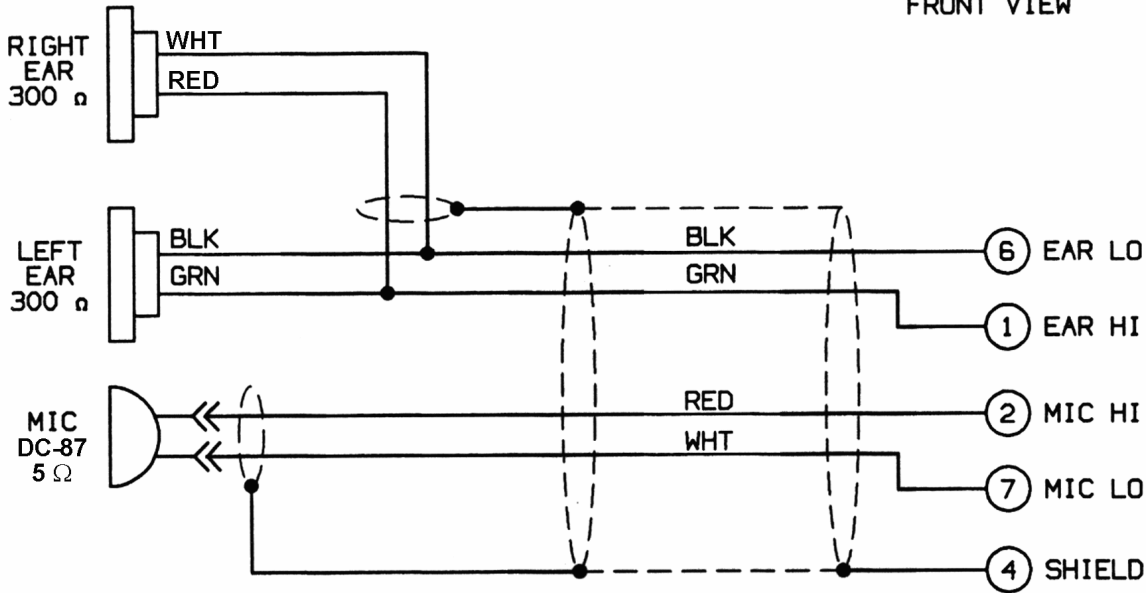 FRONT VIEW
RIGHT
EAR
300 Ω
WHT
RED
LEFT
EAR
300 Ω
BLK
GRN
BLK
GRN
6 EAR LO
1 EAR HI
MIC
DC-87
5 Ω
RED
WHT
2 MIC HI
7 MIC LO
4 SHIELD